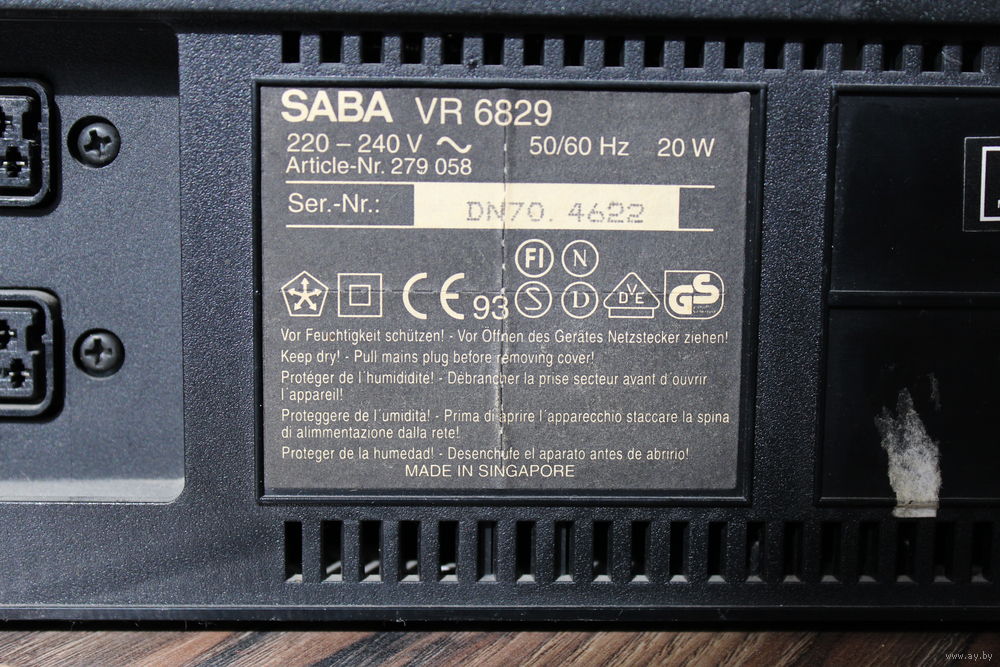 SABA VR 6829
220 – 240 V ~ 50/60 Hz 20 W
Article-Nr. 279 058
Ser.-Nr.: DN70. 4622
FI N
CE 93 S D VDE GS
Vor Feuchtigkeit schützen! - Vor Öffnen des Gerätes Netzstecker ziehen!
Keep dry! - Pull mains plug before removing cover!
Protéger de l´humididité! - Débrancher la prise secteur avant d´ouvrir
l´appareil!
Proteggere de l´umidità! - Prima di aprire l´apparecchio staccare la spina
di alimmentazione dalla rete!
Proteger de la humedad! - Desenchufe el aparato antes de abririo!
MADE IN SINGAPORE
www.ay.by